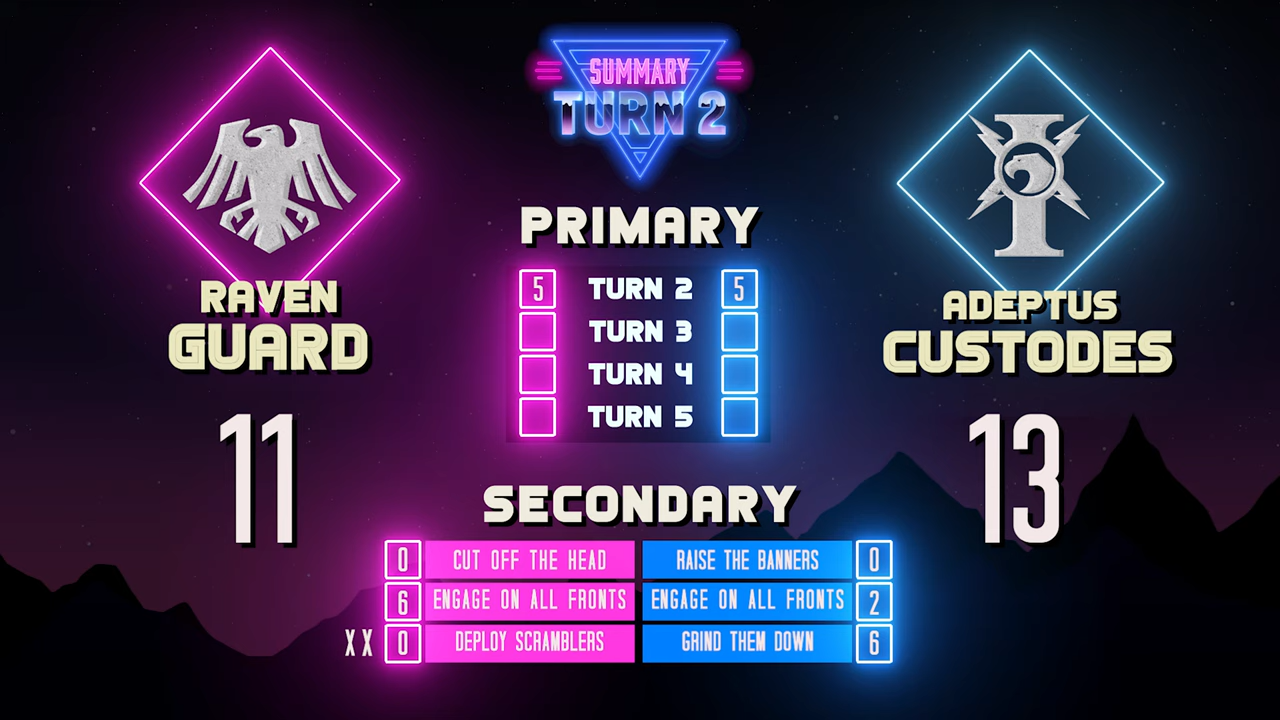 SUMMARY
TURN 2
RAVEN
GUARD
11
ADEPTUS
CUSTODES
13
PRIMARY
5 TURN 2 5
TURN 3
TURN 4
TURN 5
SECONDARY
0 CUT OFF THE HEAD RAISE THE BANNERS 0
6 ENGAGE ON ALL FRONTS ENGAGE ON ALL FRONTS 2
X X 0 DEPLOY SCRAMBLERS GRIND THEM DOWN 6